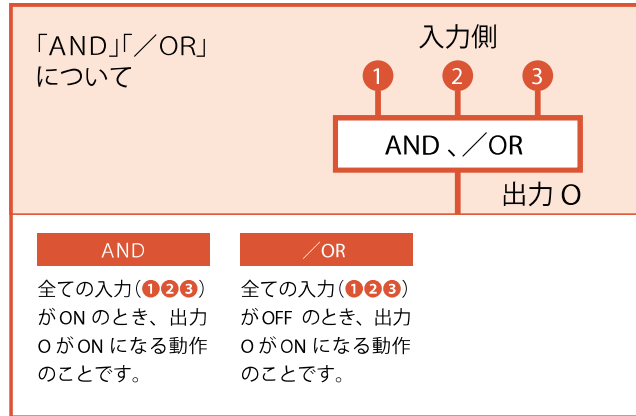 「AND」「／OR」
について
入力側
1 2 3
AND 、／OR
出力 O
AND
全ての入力(❶❷❸)
がON のとき、出力
O がON になる動作
のことです。
／OR
全ての入力(❶❷❸)
がOFF のとき、出力
O がON になる動作
のことです。